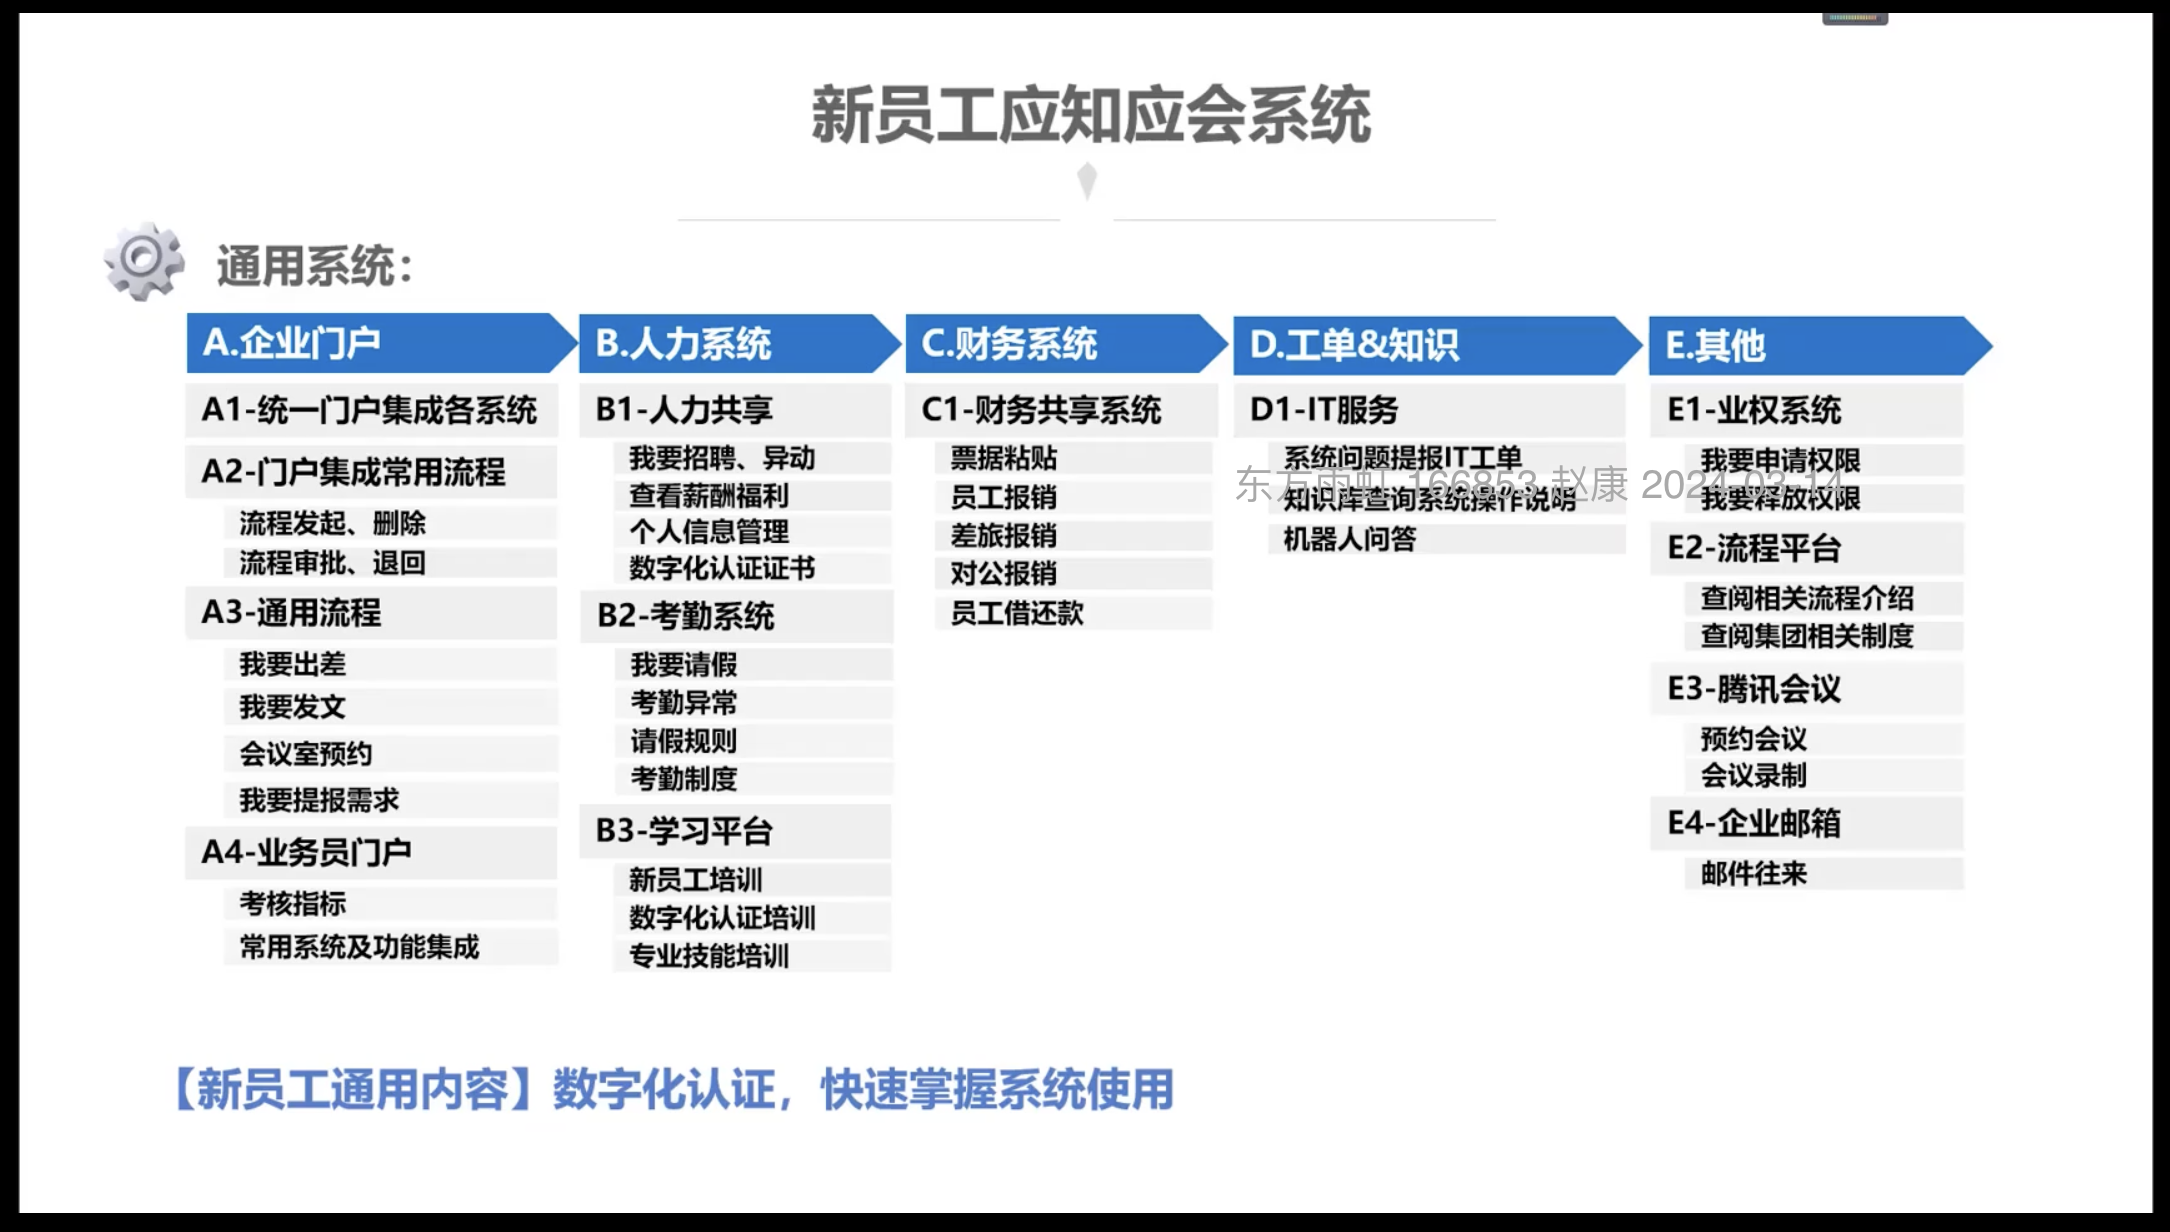 新员工应知应会系统
通用系统：
A.企业门户
A1-统一门户集成各系统
A2-门户集成常用流程
流程发起、删除
流程审批、退回
A3-通用流程
我要出差
我要发文
会议室预约
我要提报需求
A4-业务员门户
考核指标
常用系统及功能集成
B.人力系统
B1-人力共享
我要招聘、异动
查看薪酬福利
个人信息管理
数字化认证证书
B2-考勤系统
我要请假
考勤异常
请假规则
考勤制度
B3-学习平台
新员工培训
数字化认证培训
专业技能培训
C.财务系统
C1-财务共享系统
票据粘贴
员工报销
差旅报销
对公报销
员工借还款
D.工单&知识
D1-IT服务
系统问题提报IT工单
知识库查询系统操作说明
机器人问答
E.其他
E1-业权系统
我要申请权限
我要释放权限
E2-流程平台
查阅相关流程介绍
查阅集团相关制度
E3-腾讯会议
预约会议
会议录制
E4-企业邮箱
邮件往来
东方雨虹 166853 赵康 2024-03-14
【新员工通用内容】数字化认证，快速掌握系统使用